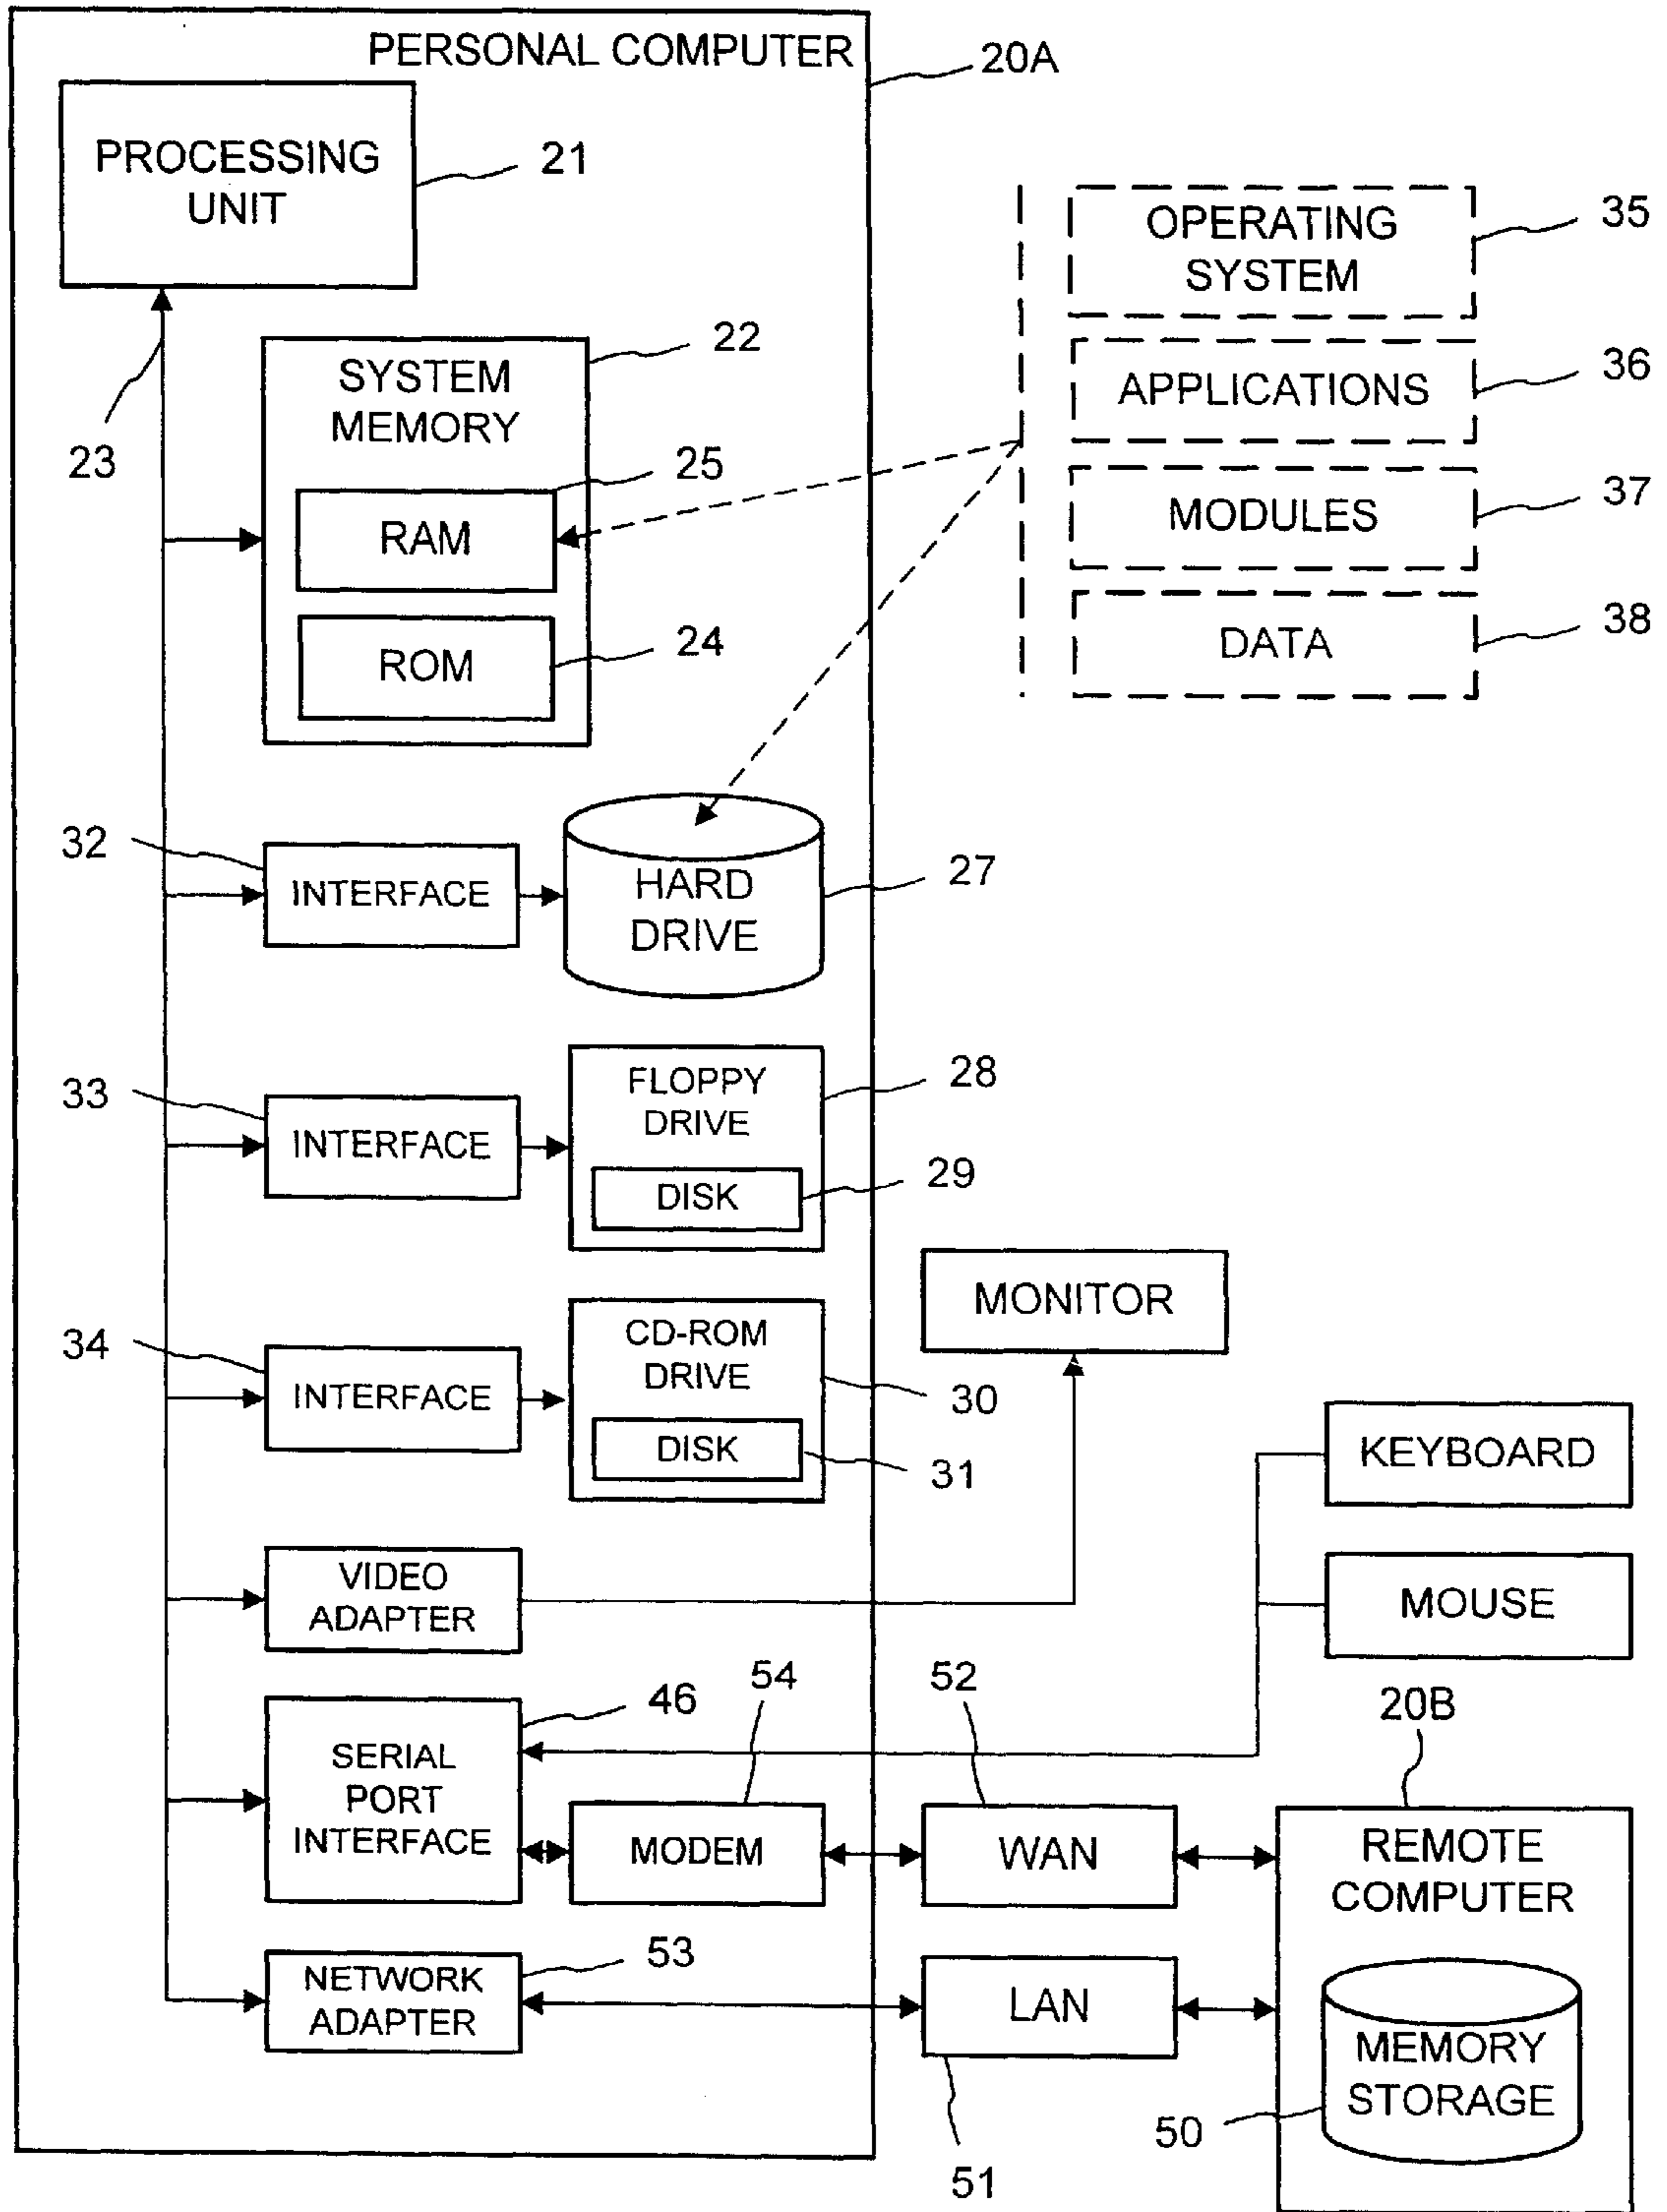 PERSONAL COMPUTER
20A
PROCESSING
UNIT
21
23
SYSTEM
MEMORY
22
RAM
25
ROM
24
OPERATING
SYSTEM
35
APPLICATIONS
36
MODULES
37
DATA
38
32
INTERFACE
HARD
DRIVE
27
33
INTERFACE
FLOPPY
DRIVE
28
DISK
29
34
INTERFACE
CD-ROM
DRIVE
30
DISK
31
MONITOR
KEYBOARD
MOUSE
VIDEO
ADAPTER
46
SERIAL
PORT
INTERFACE
54
MODEM
52
WAN
20B
REMOTE
COMPUTER
MEMORY
STORAGE
50
53
NETWORK
ADAPTER
LAN
51